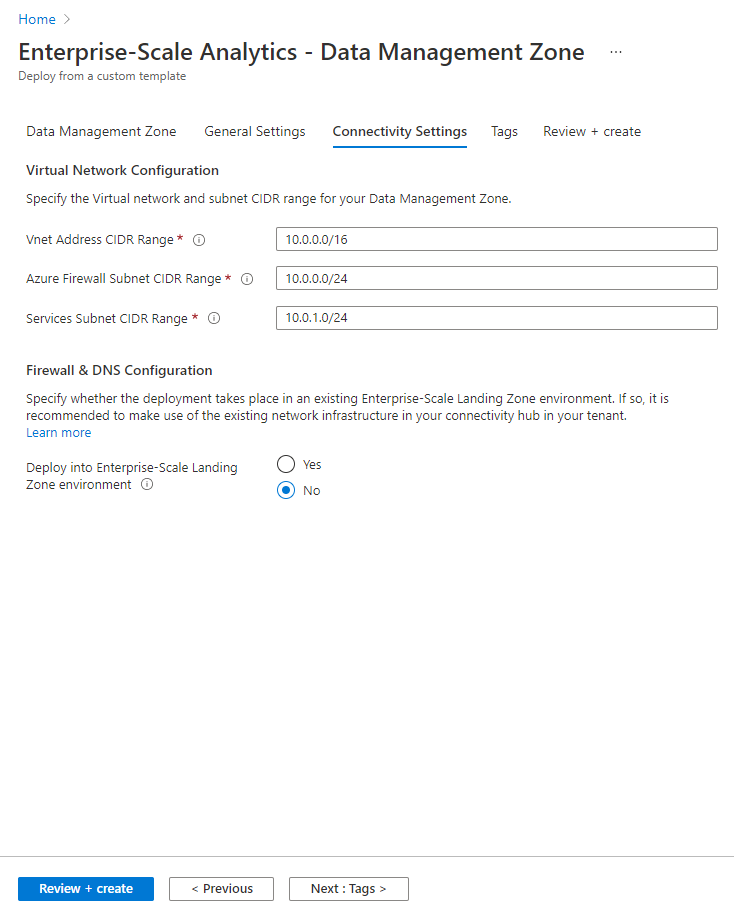 Home >
Enterprise-Scale Analytics - Data Management Zone ...
Deploy from a custom template
Data Management Zone General Settings Connectivity Settings Tags Review + create
Virtual Network Configuration
Specify the Virtual network and subnet CIDR range for your Data Management Zone.
Vnet Address CIDR Range * 10.0.0.0/16
Azure Firewall Subnet CIDR Range * 10.0.0.0/24
Services Subnet CIDR Range * 10.0.1.0/24
Firewall & DNS Configuration
Specify whether the deployment takes place in an existing Enterprise-Scale Landing Zone environment. If so, it is
recommended to make use of the existing network infrastructure in your connectivity hub in your tenant.
Learn more
Deploy into Enterprise-Scale Landing
Zone environment
Yes
No
Review + create < Previous Next : Tags >